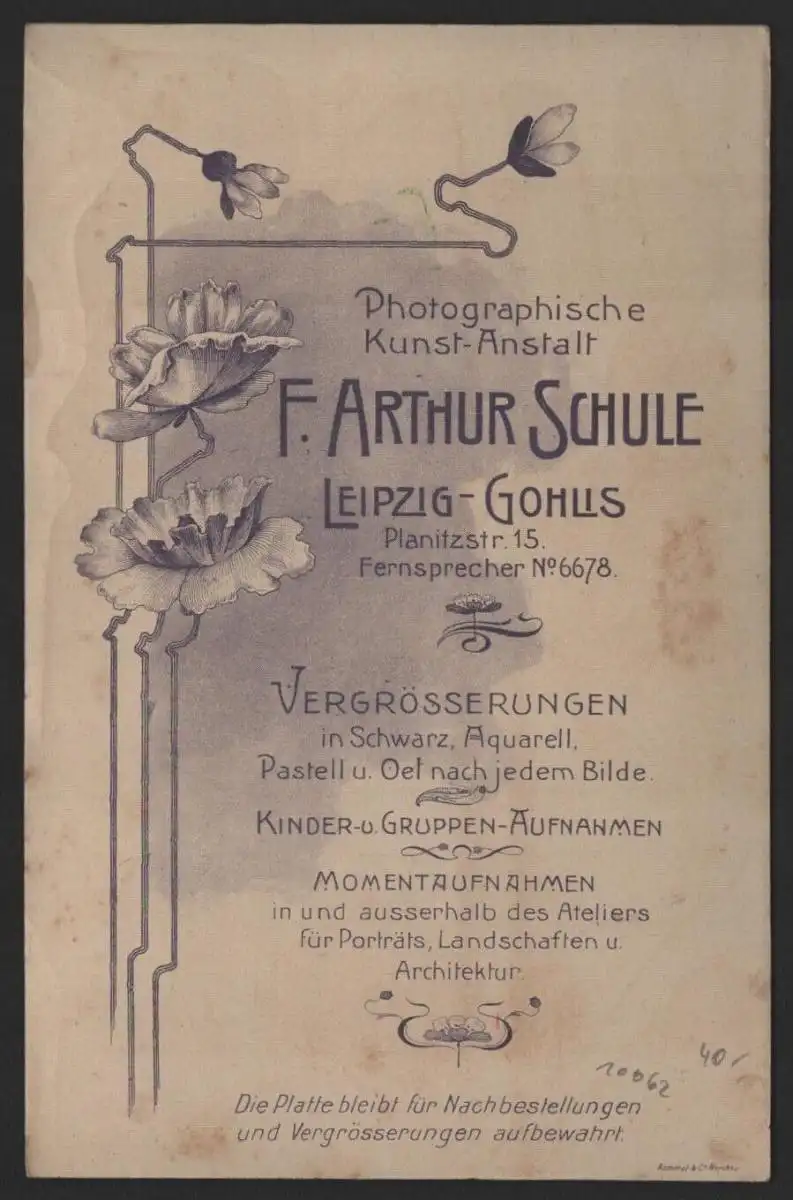 Photographische
Kunst-Anstalt
F. ARTHUR SCHULE
LEIPZIG-GOHLIS
Planitzstr. 15.
Fernsprecher No 6678.
VERGRÖSSERUNGEN
in Schwarz, Aquarell,
Pastell u. Oel nach jedem Bilde.
KINDER- u. GRUPPEN-AUFNAHMEN
MOMENTAUFNAHMEN
in und ausserhalb des Ateliers
für Porträts, Landschaften u.
Architektur.
40,-
10062
Die Platte bleibt für Nachbestellungen
und Vergrösserungen aufbewahrt.